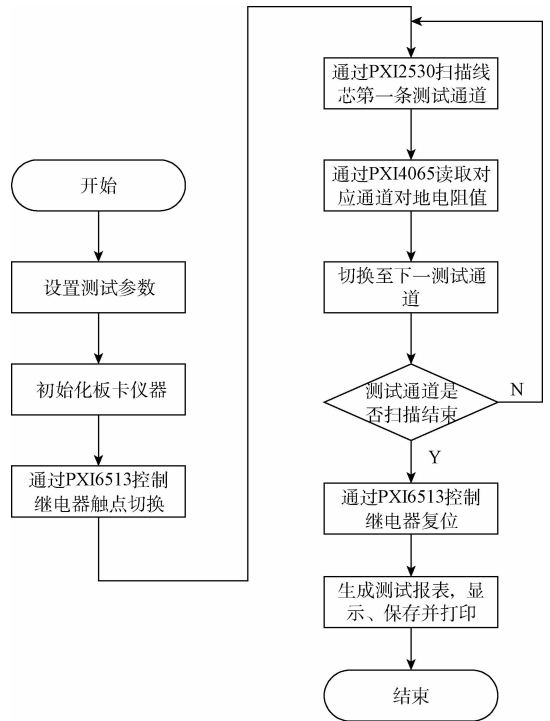 开始
设置测试参数
初始化板卡仪器
通过PXI6513控制
继电器触点切换
通过PXI2530扫描线
芯第一条测试通道
通过PXI4065读取对
应通道对地电阻值
切换至下一测试通
道
测试通道是
否扫描结束
N
Y
通过PXI6513控制
继电器复位
生成测试报表，显
示、保存并打印
结束